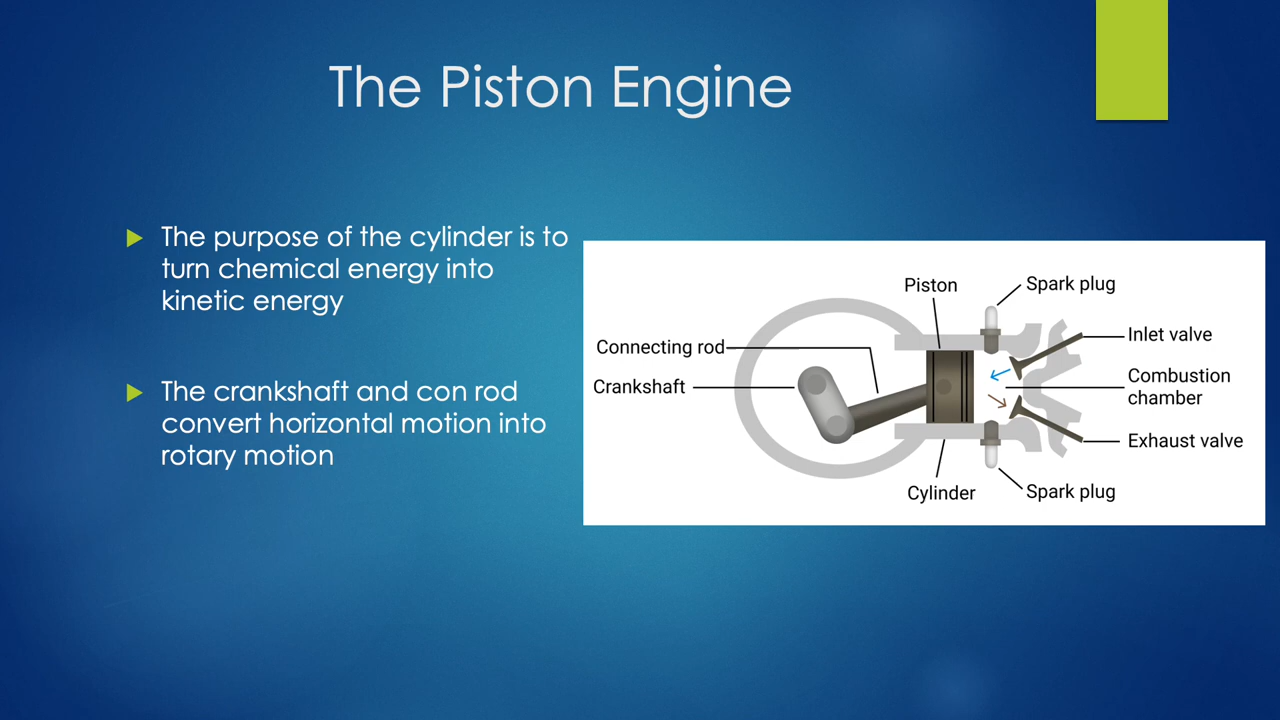 The Piston Engine
The purpose of the cylinder is to
turn chemical energy into
kinetic energy
The crankshaft and con rod
convert horizontal motion into
rotary motion
Piston
Spark plug
Connecting rod
Inlet valve
Crankshaft
Combustion
chamber
Exhaust valve
Cylinder
Spark plug